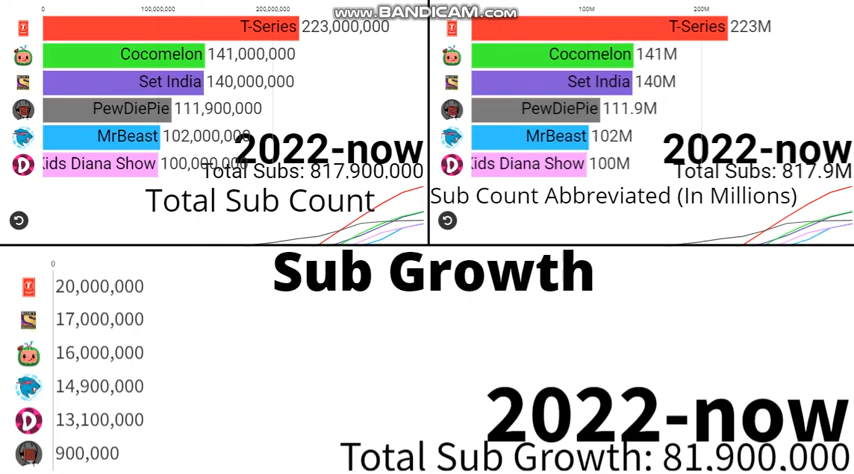 www.BANDICAM.com
0
100,000,000
200,000,000
T-Series 223,000,000
Cocomelon 141,000,000
Set India 140,000,000
PewDiePie 111,900,000
MrBeast 102,000,000
Kids Diana Show 100,000,000
2022-now
Total Subs: 817.900.000
Total Sub Count
100M
200M
T-Series 223M
Cocomelon 141M
Set India 140M
PewDiePie 111.9M
MrBeast 102M
Kids Diana Show 100M
2022-now
Total Subs: 817.9M
Sub Count Abbreviated (In Millions)
Sub Growth
0
20,000,000
17,000,000
16,000,000
14,900,000
13,100,000
900,000
2022-now
Total Sub Growth: 81.900.000